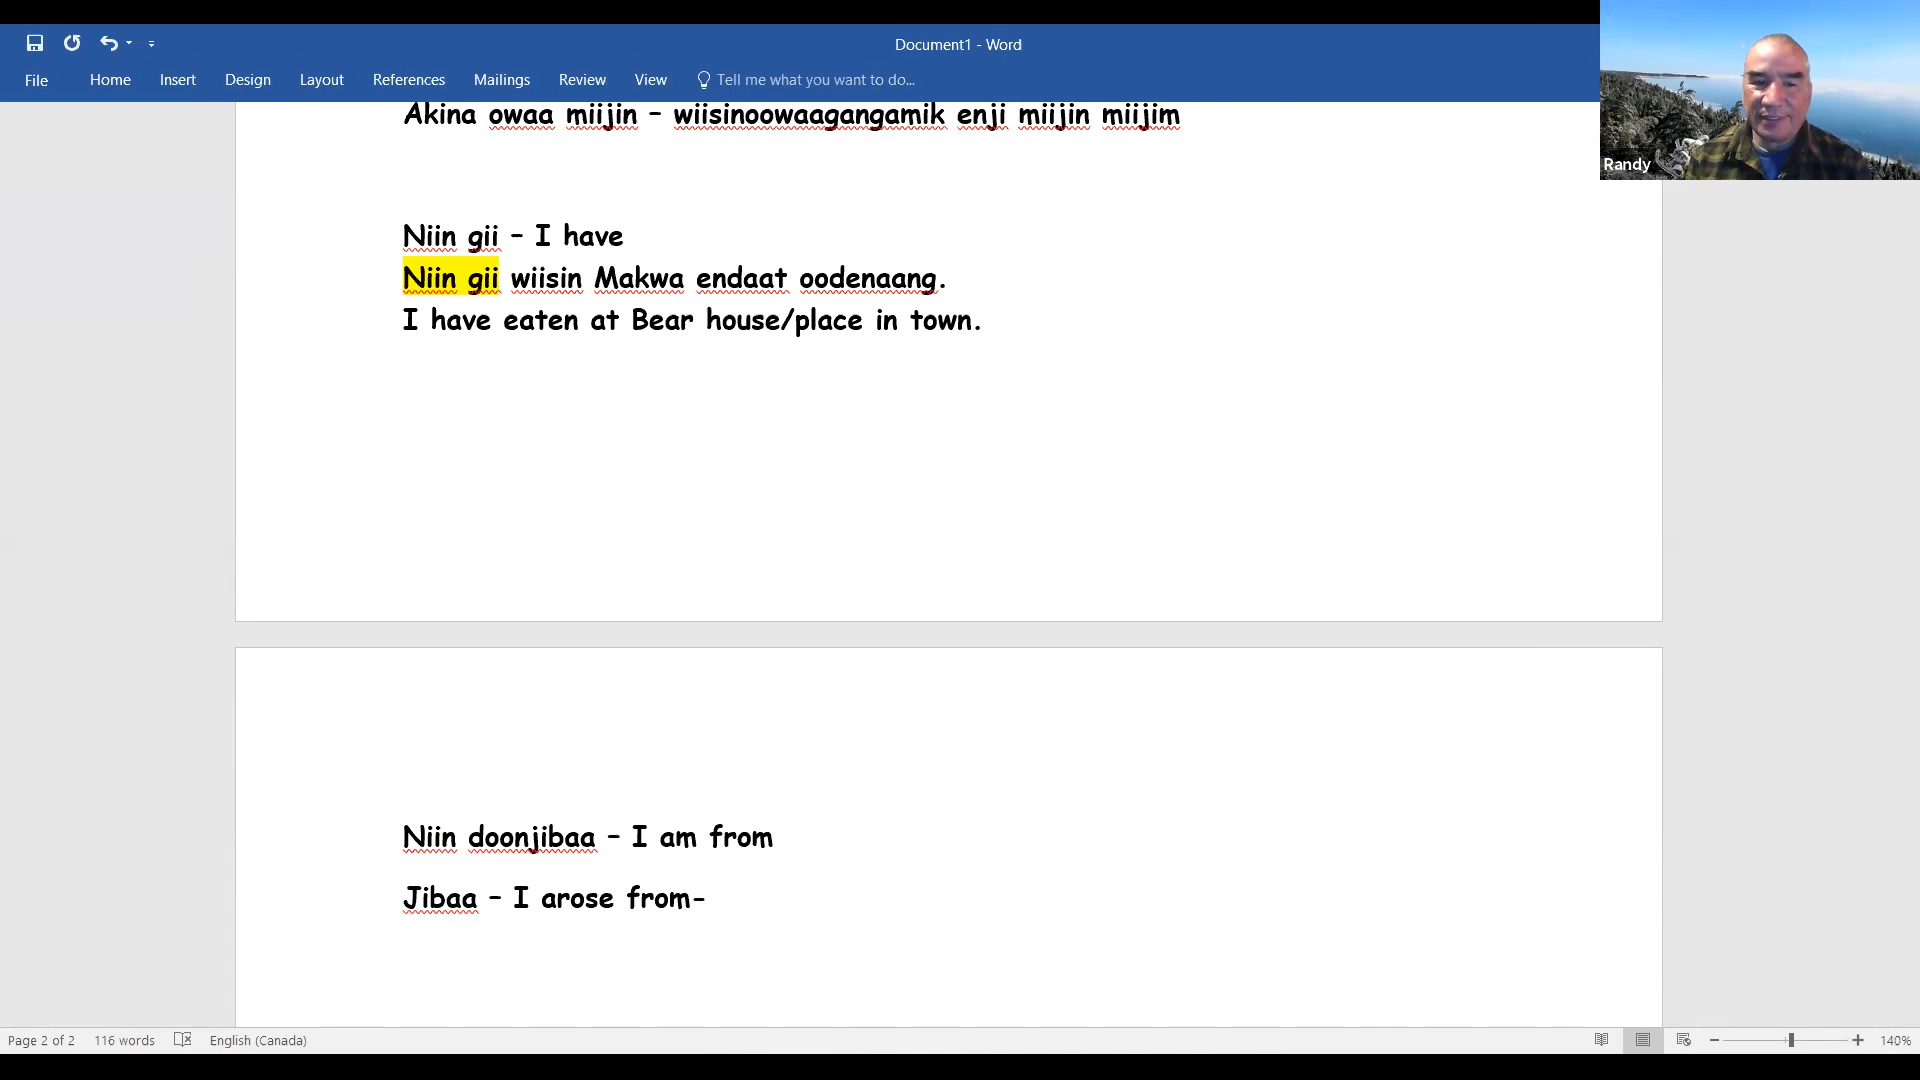 Document1 - Word
File Home Insert Design Layout References Mailings Review View Tell me what you want to do...
Randy
Akina owaa miijin – wiisinoowaagangamik enji miijin miijim
Niin gii – I have
Niin gii wiisin Makwa endaat oodenaang.
I have eaten at Bear house/place in town.
Niin doonjibaa – I am from
Jibaa – I arose from-
Page 2 of 2 116 words English (Canada) 140%